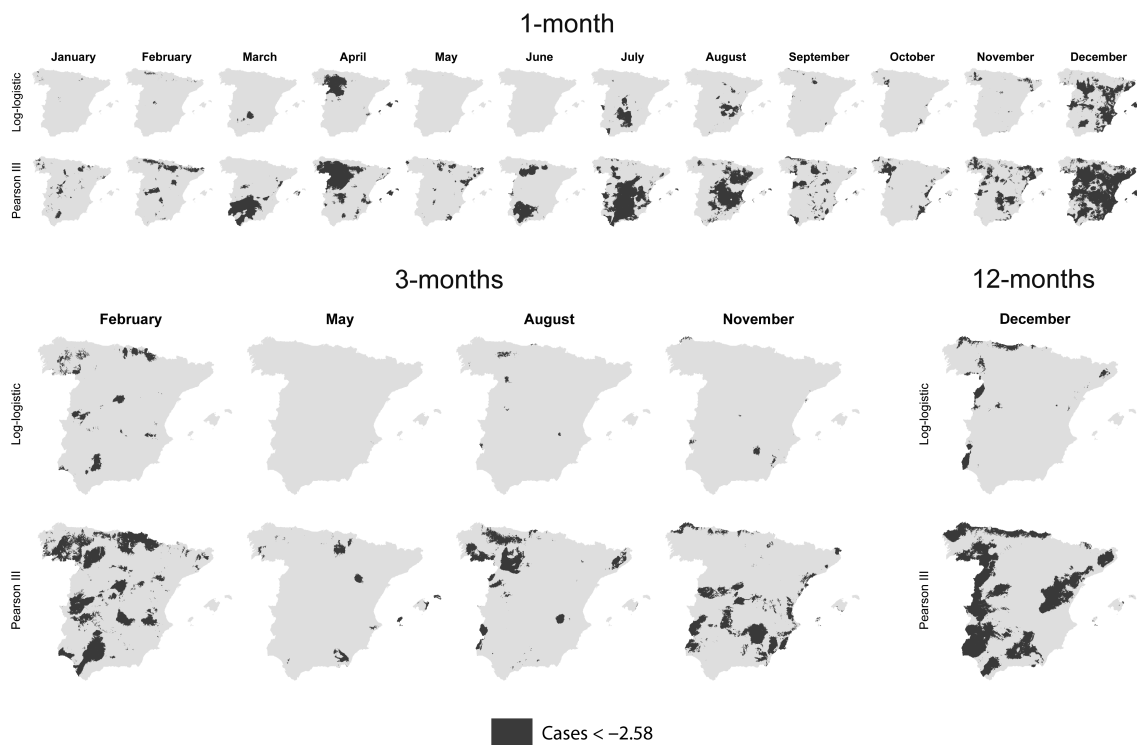 1-month
January February March April May June July August September October November December
Log-logistic
Pearson III
3-months 12-months
February May August November December
Log-logistic Log-logistic
Pearson III Pearson III
Cases < −2.58